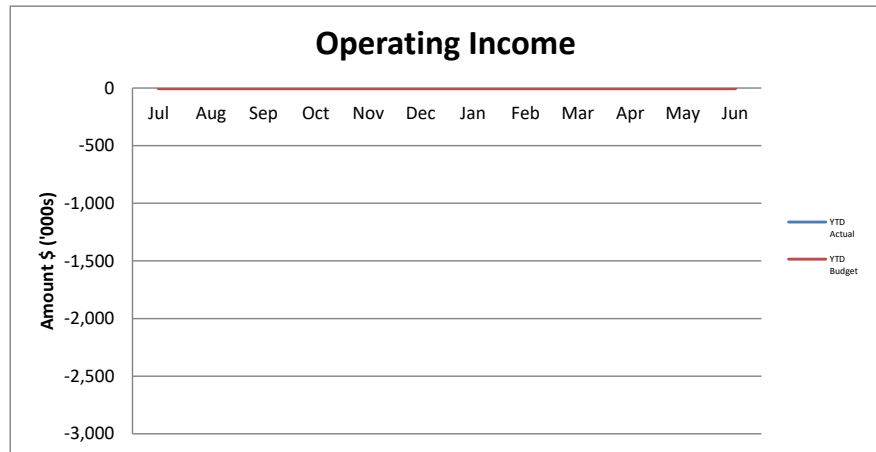 Operating Income
0
Jul Aug Sep Oct Nov Dec Jan Feb Mar Apr May Jun
-500
-1,000
-1,500
-2,000
-2,500
-3,000
Amount $ ('000s)
YTD
Actual
YTD
Budget